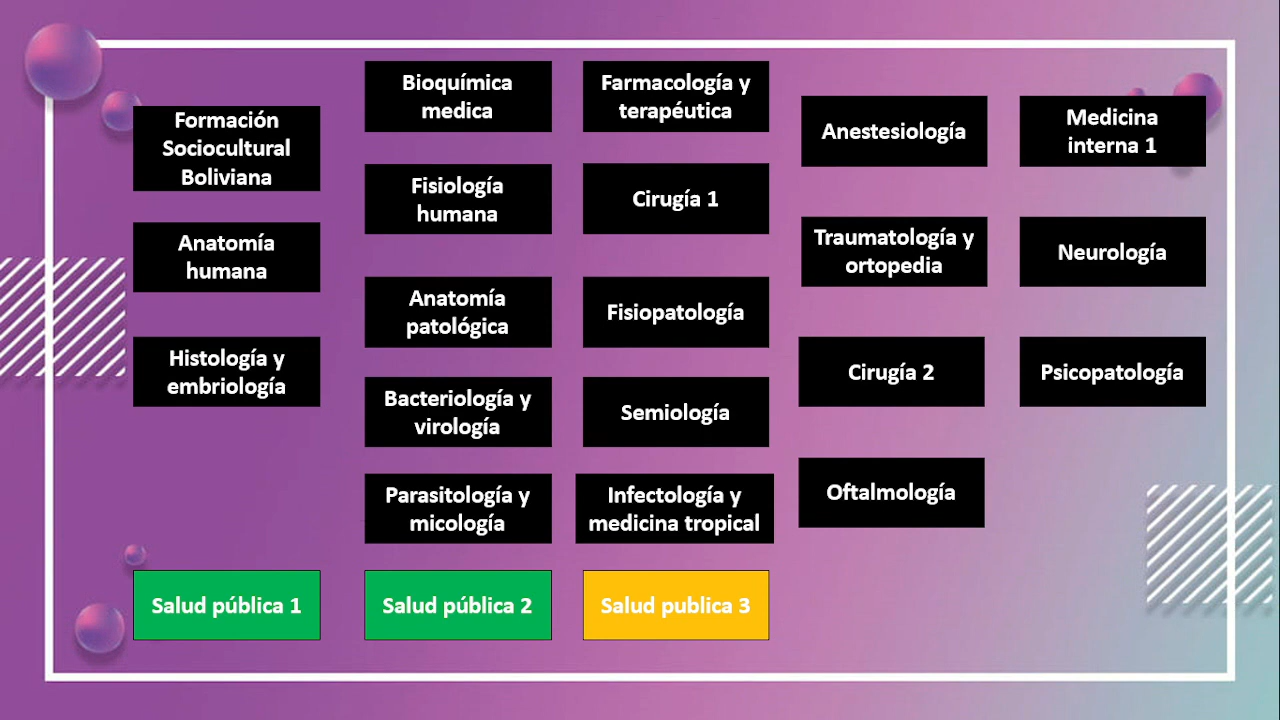 Formación
Sociocultural
Boliviana
Anatomía
humana
Histología y
embriología
Salud pública 1
Bioquímica
medica
Fisiología
humana
Anatomía
patológica
Bacteriología y
virología
Parasitología y
micología
Salud pública 2
Farmacología y
terapéutica
Cirugía 1
Fisiopatología
Semiología
Infectología y
medicina tropical
Salud publica 3
Anestesiología
Traumatología y
ortopedia
Cirugía 2
Oftalmología
Medicina
interna 1
Neurología
Psicopatología